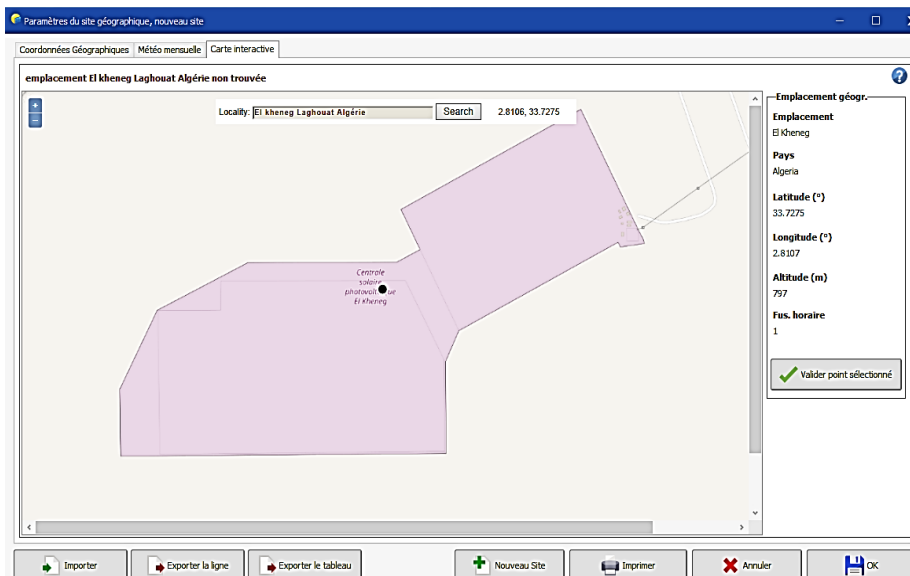 Paramètres du site géographique, nouveau site
Coordonnées Géographiques Météo mensuelle Carte interactive
emplacement El kheneg Laghouat Algérie non trouvée
?
+
−
Locality: El kheneg Laghouat Algérie Search 2.8106, 33.7275
Centrale
solaire
El Kheneg
Emplacement géogr.
Emplacement
El Kheneg
Pays
Algeria
Latitude (°)
33.7275
Longitude (°)
2.8107
Altitude (m)
797
Fus. horaire
1
Valider point sélectionné
Importer Exporter la ligne Exporter le tableau Nouveau Site Imprimer Annuler OK